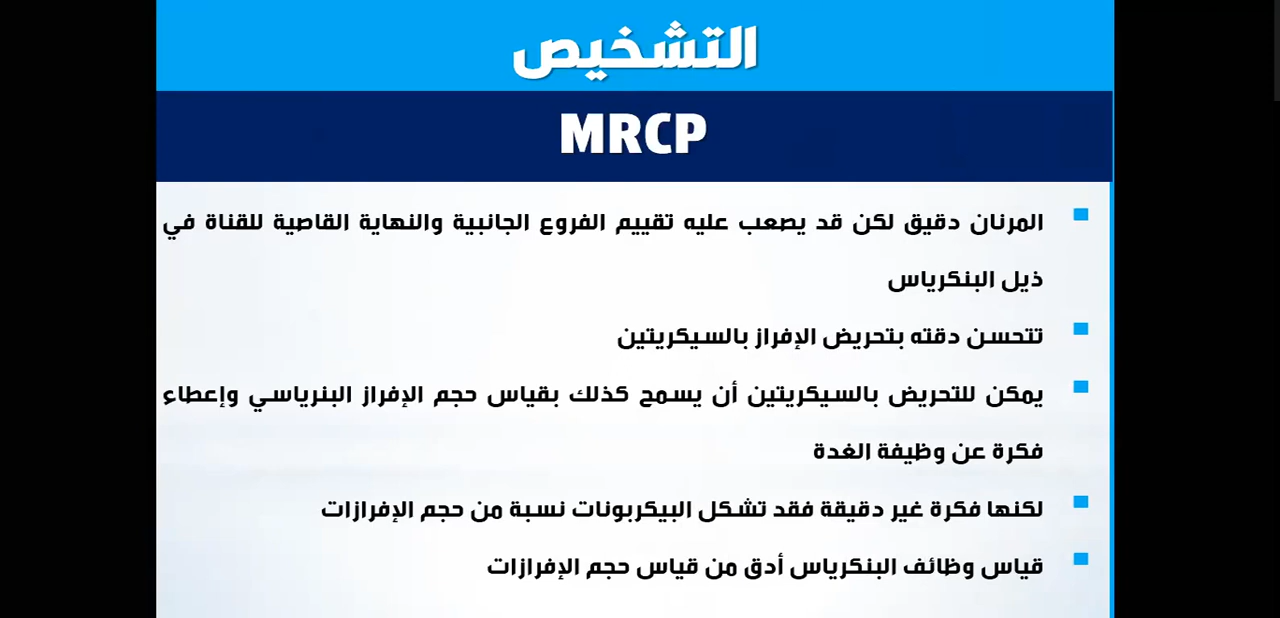 التشخيص
MRCP
المرنان دقيق لكن قد يصعب عليه تقييم الفروع الجانبية والنهاية القاصية للقناة في
ذيل البنكرياس
تتحسن دقته بتحريض الإفراز بالسيكريتين
يمكن للتحريض بالسيكريتين أن يسمح كذلك بقياس حجم الإفراز البنرياسي وإعطاء
فكرة عن وظيفة الغدة
لكنها فكرة غير دقيقة فقد تشكل البيكربونات نسبة من حجم الإفرازات
قياس وظائف البنكرياس أدق من قياس حجم الإفرازات